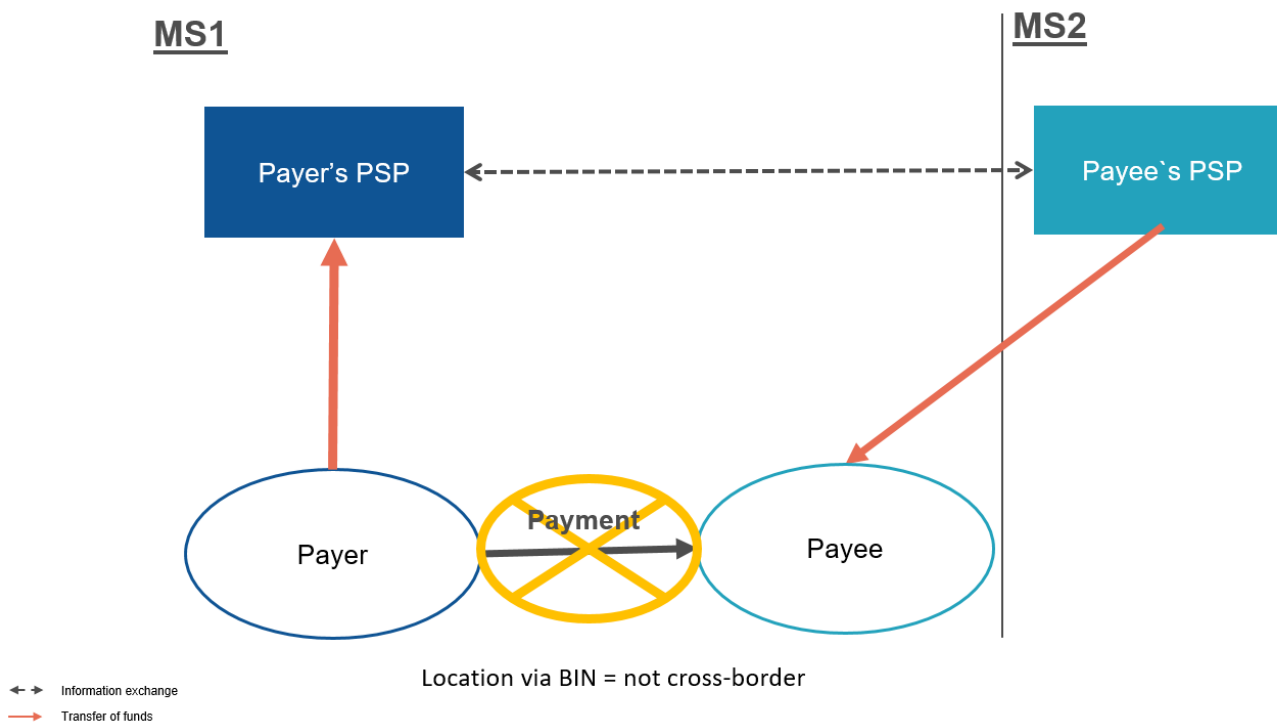 MS1
MS2
Payer's PSP
Payee`s PSP
Payment
Payer
Payee
Location via BIN = not cross-border
Information exchange
Transfer of funds